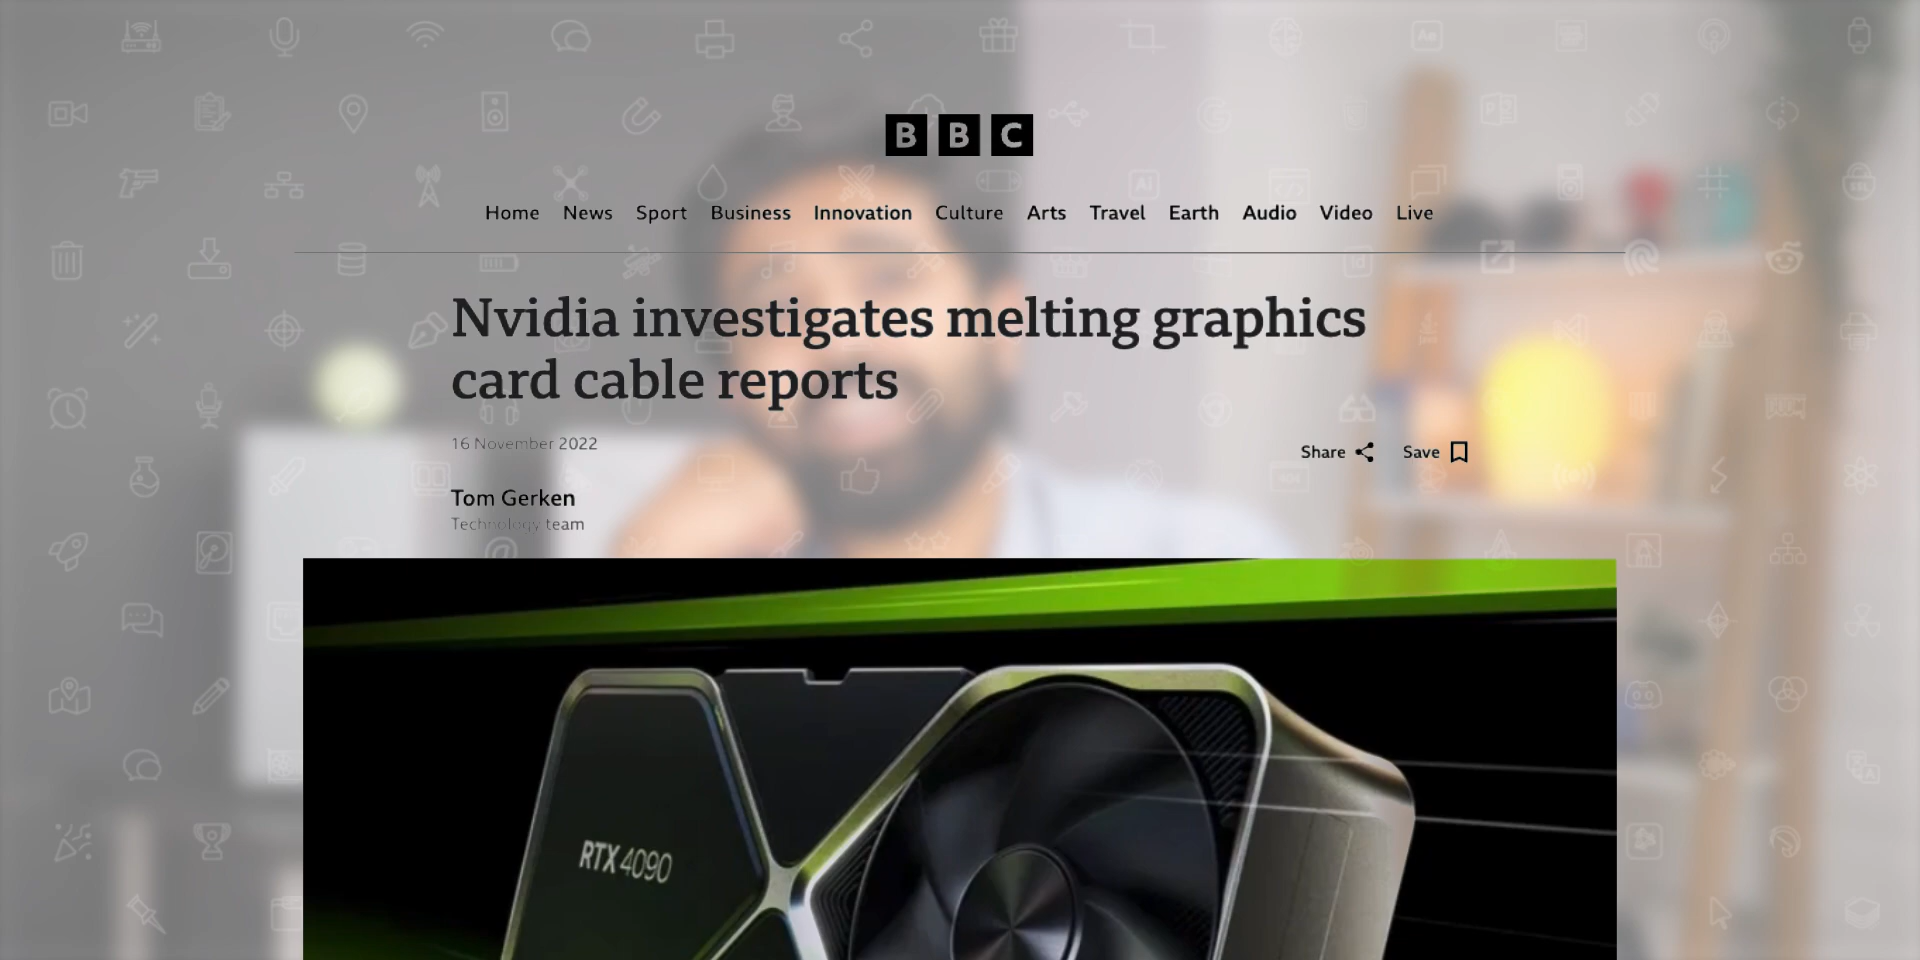 BBC
Home News Sport Business Innovation Culture Arts Travel Earth Audio Video Live
Nvidia investigates melting graphics
card cable reports
16 November 2022
Share Save
Tom Gerken
Technology team
RTX 4090